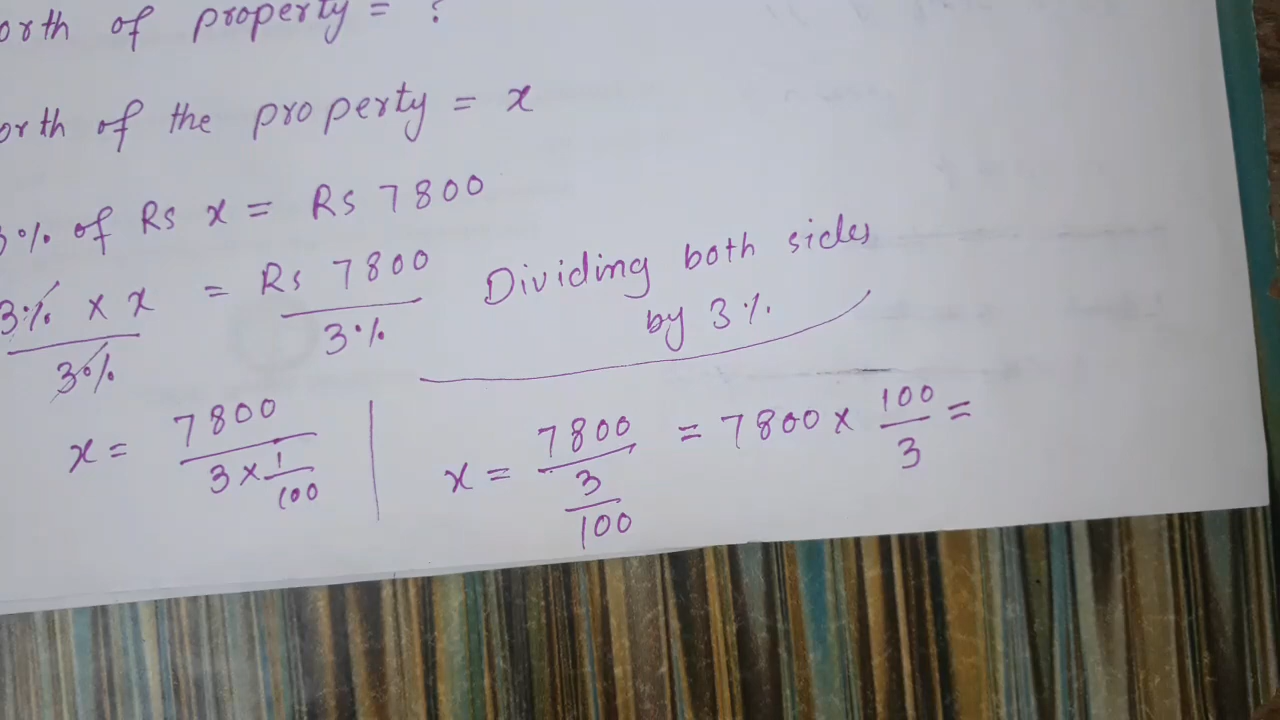 orth of property = ?
orth of the property = x
3% of Rs x = Rs 7800
3% × x / 3% = Rs 7800 / 3% Dividing both sides
by 3%
x = 7800 / 3 × 1/100 | x = 7800 / 3/100 = 7800 × 100/3 =